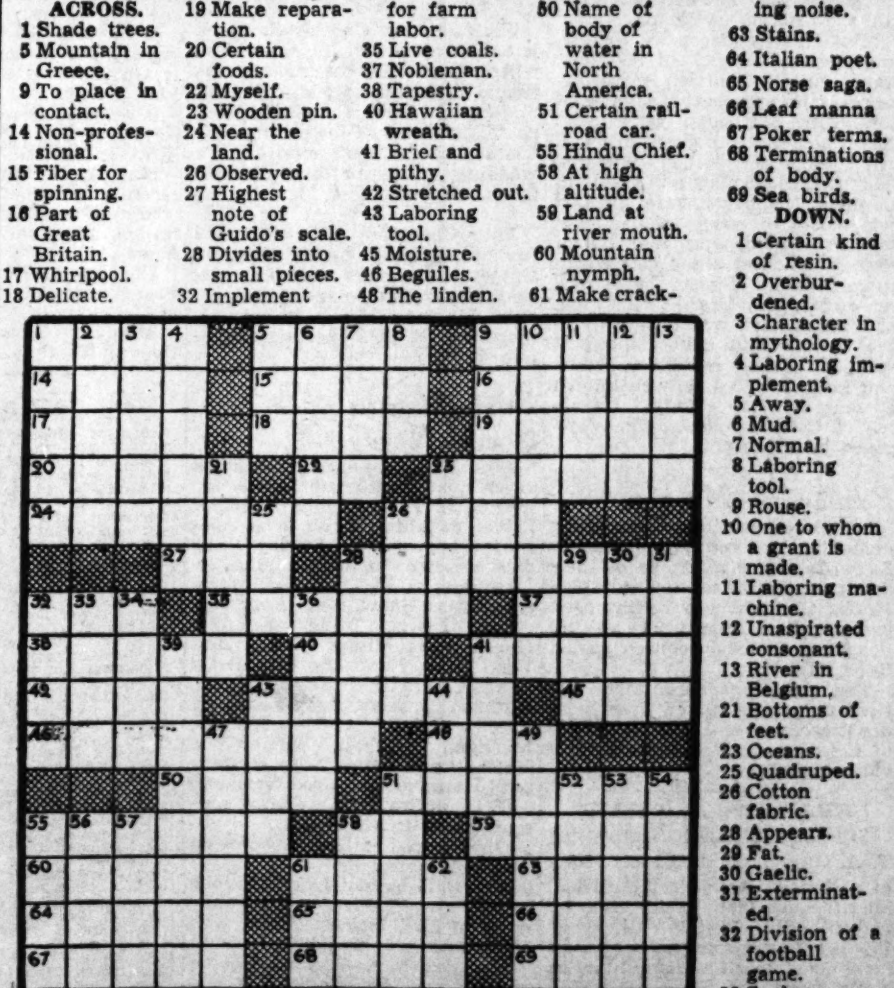 ACROSS.
1 Shade trees.
5 Mountain in
Greece.
9 To place in
contact.
14 Non-profes-
sional.
15 Fiber for
spinning.
16 Part of
Great
Britain.
17 Whirlpool.
18 Delicate.
19 Make repara-
tion.
20 Certain
foods.
22 Myself.
23 Wooden pin.
24 Near the
land.
26 Observed.
27 Highest
note of
Guido's scale.
28 Divides into
small pieces.
32 Implement
for farm
labor.
35 Live coals.
37 Nobleman.
38 Tapestry.
40 Hawaiian
wreath.
41 Brief and
pithy.
42 Stretched out.
43 Laboring
tool.
45 Moisture.
46 Beguiles.
48 The linden.
50 Name of
body of
water in
North
America.
51 Certain rail-
road car.
55 Hindu Chief.
58 At high
altitude.
59 Land at
river mouth.
60 Mountain
nymph.
61 Make crack-
ing noise.
63 Stains.
64 Italian poet.
65 Norse saga.
66 Leaf manna
67 Poker terms.
68 Terminations
of body.
69 Sea birds.
DOWN.
1 Certain kind
of resin.
2 Overbur-
dened.
3 Character in
mythology.
4 Laboring im-
plement.
5 Away.
6 Mud.
7 Normal.
8 Laboring
tool.
9 Rouse.
10 One to whom
a grant is
made.
11 Laboring ma-
chine.
12 Unaspirated
consonant.
13 River in
Belgium.
21 Bottoms of
feet.
23 Oceans.
25 Quadruped.
26 Cotton
fabric.
28 Appears.
29 Fat.
30 Gaelic.
31 Exterminat-
ed.
32 Division of a
football
game.
1 2 3 4 5 6 7 8 9 10 11 12 13
14 15 16
17 18 19
20 21 22 23
24 25 26
27 28 29 30 31
32 33 34 35 36 37
38 39 40 41
42 43 44 45
46 47 48 49
50 51 52 53 54
55 56 57 58 59
60 61 62 63
64 65 66
67 68 69